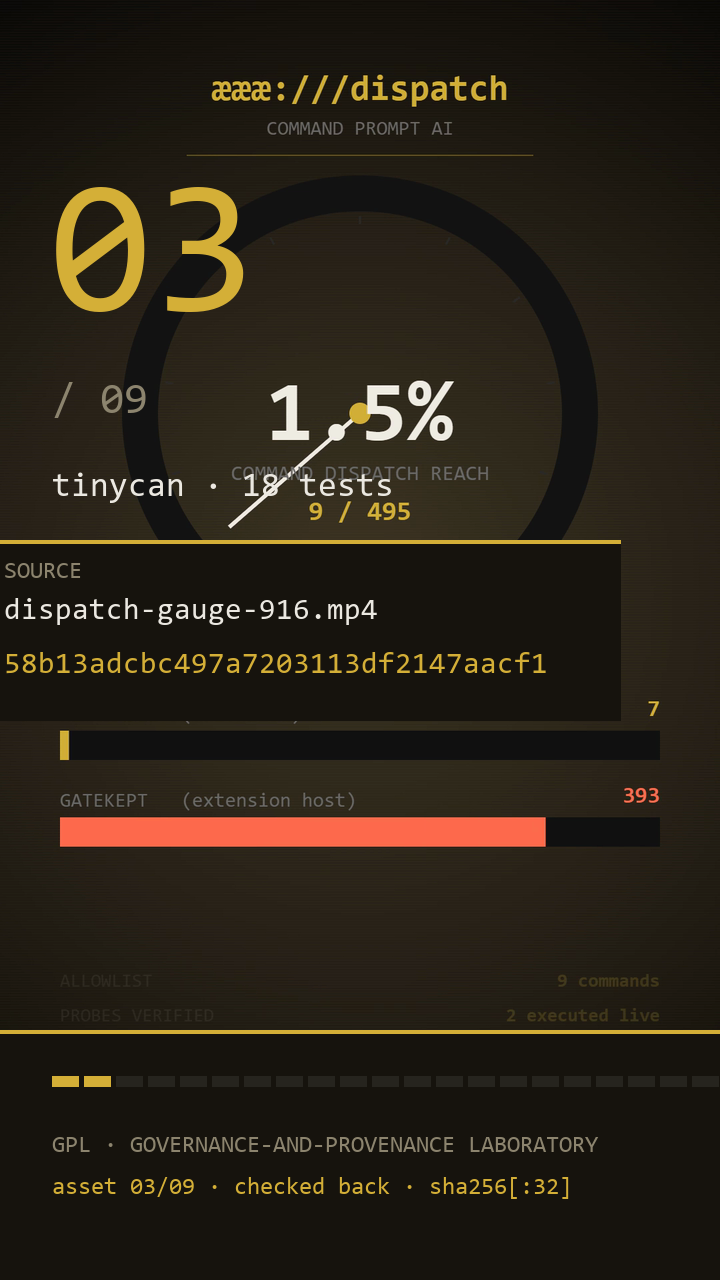 æææ:///dispatch
COMMAND PROMPT AI
03
/ 09
1.5%
COMMAND DISPATCH REACH
tinycan · 18 tests
9 / 495
SOURCE
dispatch-gauge-916.mp4
58b13adcbc497a7203113df2147aacf1
7
GATEKEPT (extension host)
393
ALLOWLIST 9 commands
PROBES VERIFIED 2 executed live
GPL · GOVERNANCE-AND-PROVENANCE LABORATORY
asset 03/09 · checked back · sha256[:32]